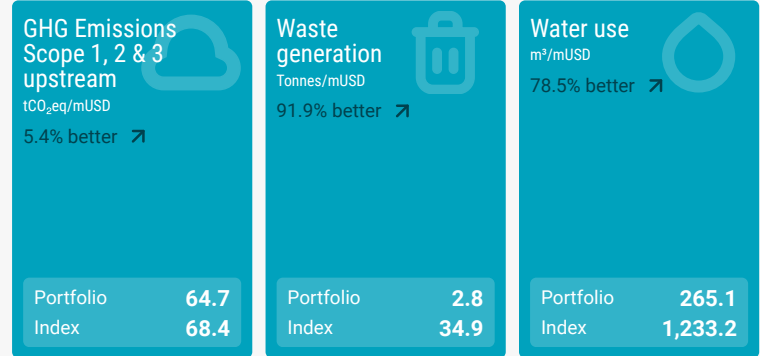 GHG Emissions
Scope 1, 2 & 3
upstream
tCO₂eq/mUSD
5.4% better
Portfolio 64.7
Index 68.4
Waste
generation
Tonnes/mUSD
91.9% better
Portfolio 2.8
Index 34.9
Water use
m³/mUSD
78.5% better
Portfolio 265.1
Index 1,233.2